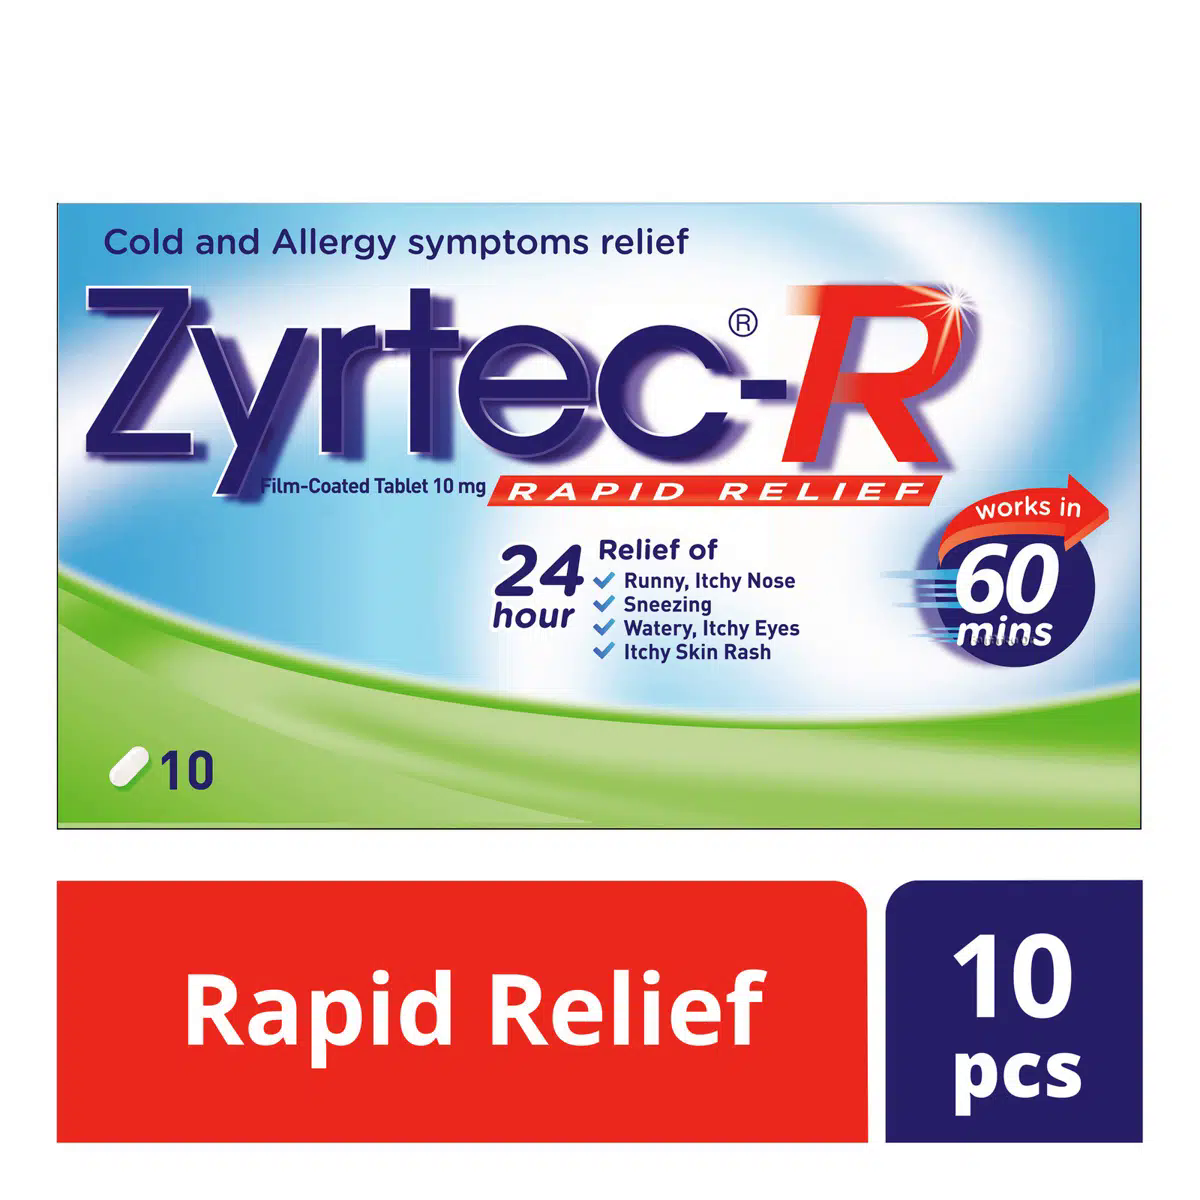 Cold and Allergy symptoms relief
Zyrtec®-R
Film-Coated Tablet 10 mg
RAPID RELIEF
works in
60
mins
24
hour
Relief of
Runny, Itchy Nose
Sneezing
Watery, Itchy Eyes
Itchy Skin Rash
10
Rapid Relief
10
pcs